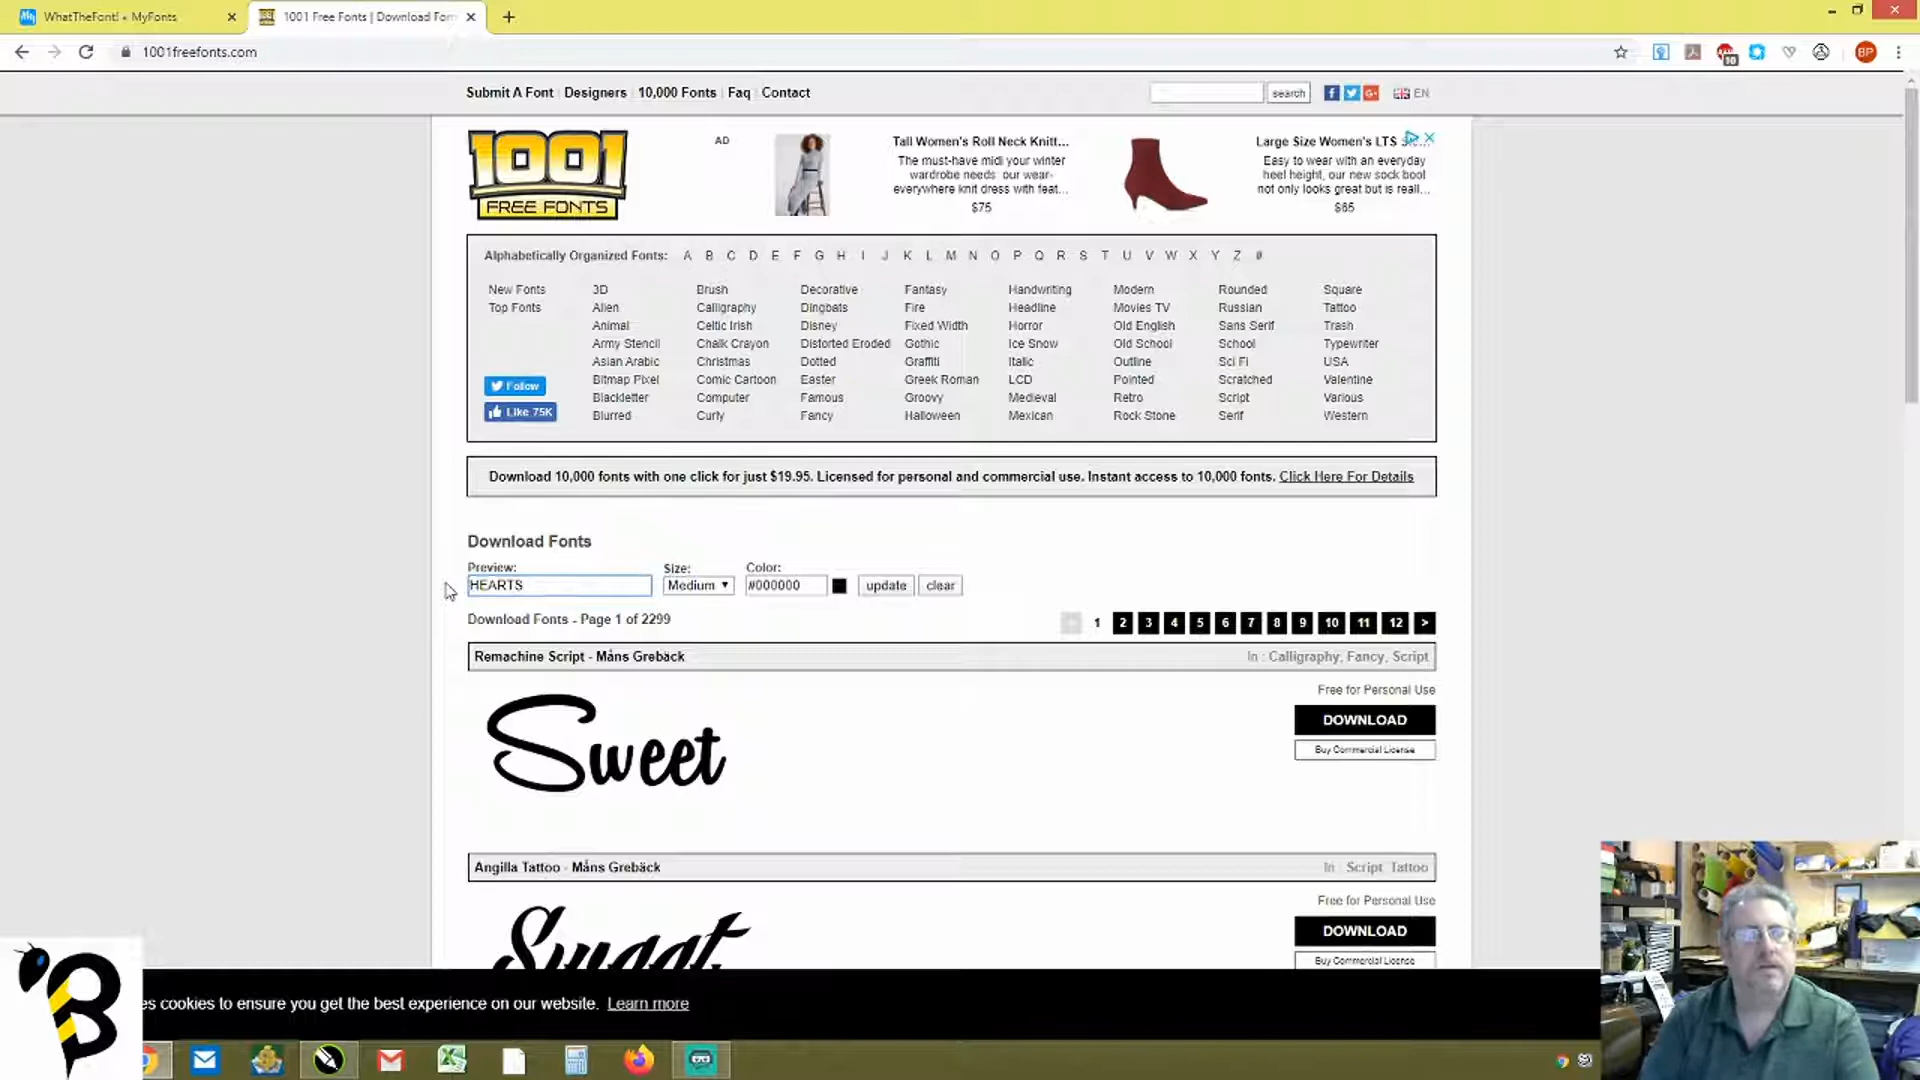 WhatTheFont! « MyFonts
1001 Free Fonts | Download Fon
1001freefonts.com
BP
Submit A Font Designers 10,000 Fonts Faq Contact
search
EN
1001
FREE FONTS
AD
Tall Women's Roll Neck Knitt...
The must-have midi your winter
wardrobe needs our wear-
everywhere knit dress with feat...
$75
Large Size Women's LTS
Easy to wear with an everyday
heel height, our new sock boot
not only looks great but is reall...
$65
Alphabetically Organized Fonts: A B C D E F G H I J K L M N O P Q R S T U V W X Y Z #
New Fonts 3D Brush Decorative Fantasy Handwriting Modern Rounded Square
Top Fonts Alien Calligraphy Dingbats Fire Headline Movies TV Russian Tattoo
Animal Celtic Irish Disney Fixed Width Horror Old English Sans Serif Trash
Army Stencil Chalk Crayon Distorted Eroded Gothic Ice Snow Old School School Typewriter
Asian Arabic Christmas Dotted Graffiti Italic Outline Sci Fi USA
Follow Bitmap Pixel Comic Cartoon Easter Greek Roman LCD Pointed Scratched Valentine
Blackletter Computer Famous Groovy Medieval Retro Script Various
Like 75K Blurred Curly Fancy Halloween Mexican Rock Stone Serif Western
Download 10,000 fonts with one click for just $19.95. Licensed for personal and commercial use. Instant access to 10,000 fonts. Click Here For Details
Download Fonts
Preview: Size: Color:
HEARTS Medium #000000 update clear
Download Fonts - Page 1 of 2299 1 2 3 4 5 6 7 8 9 10 11 12 >
Remachine Script - Måns Grebäck In : Calligraphy, Fancy, Script
Sweet
Free for Personal Use
DOWNLOAD
Buy Commercial License
Angilla Tattoo - Måns Grebäck In : Script Tattoo
Free for Personal Use
DOWNLOAD
Buy Commercial License
B
es cookies to ensure you get the best experience on our website. Learn more